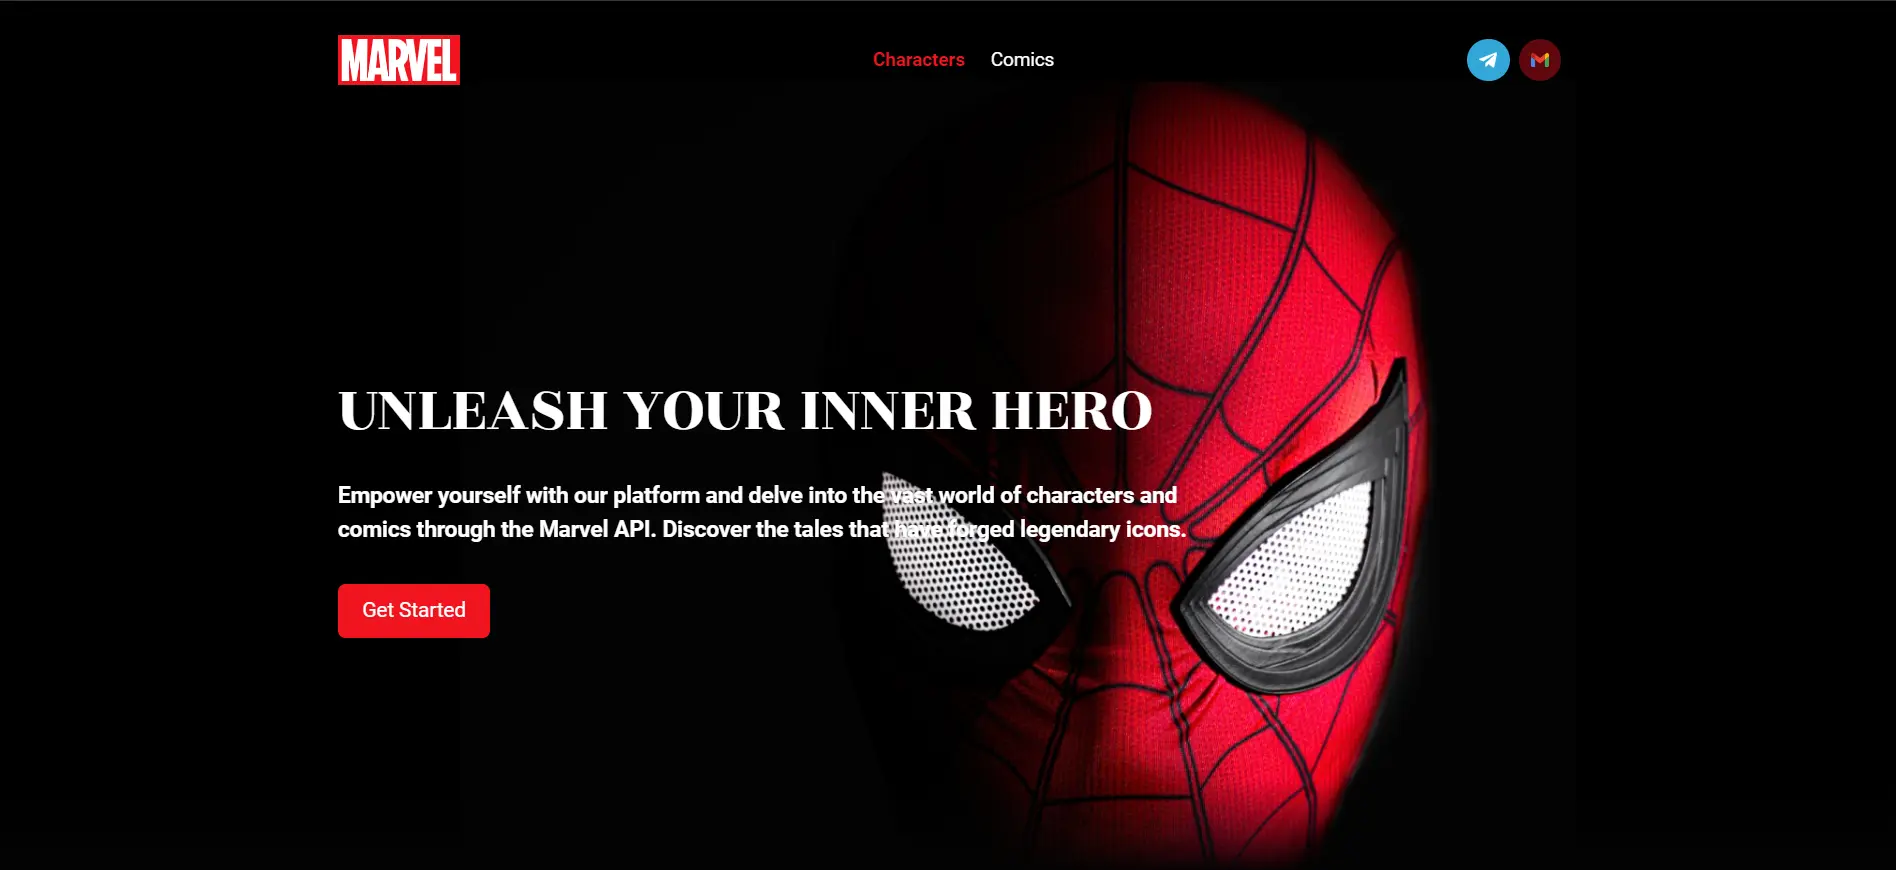 MARVEL
Characters Comics
UNLEASH YOUR INNER HERO
Empower yourself with our platform and delve into the vast world of characters and
comics through the Marvel API. Discover the tales that have forged legendary icons.
Get Started